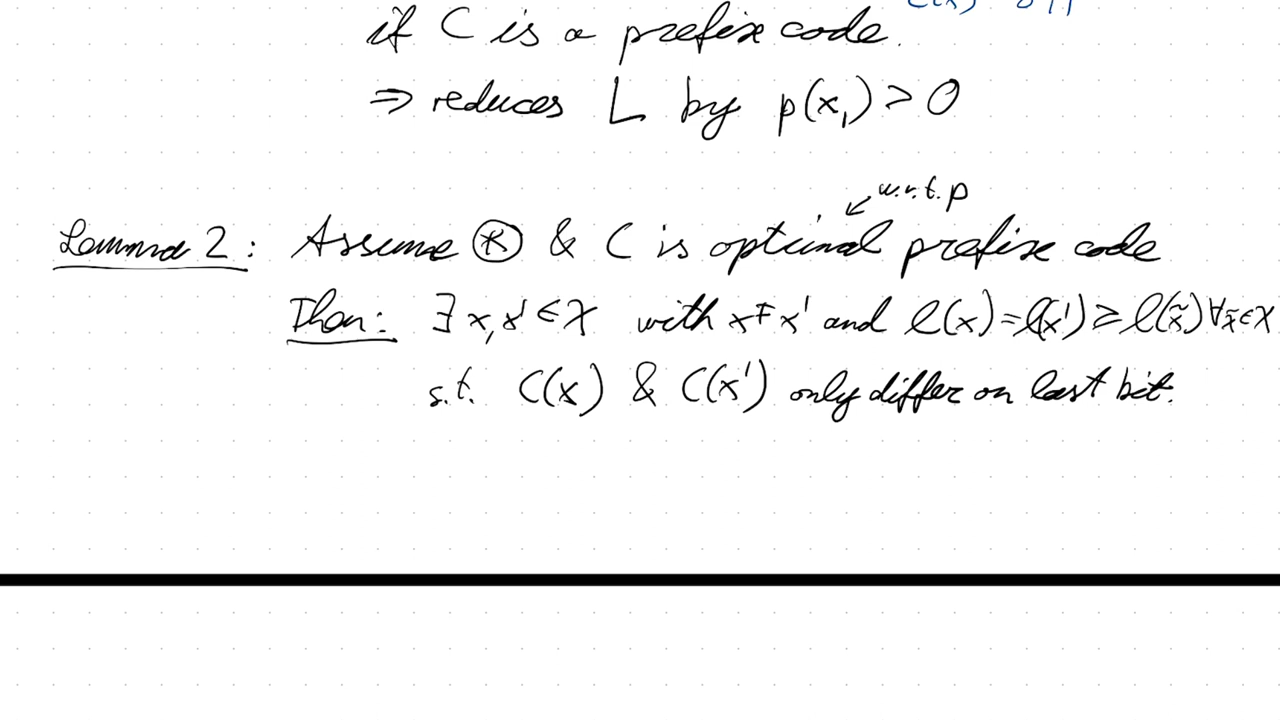 if C is a prefix code.
⇒ reduces L by p(x₁) > 0
w.r.t. p
Lemma 2: Assume ⊛ & C is optimal prefix code
Then: ∃ x, x' ∈ X with x ≠ x' and l(x) = l(x') ≥ l(x̃) ∀ x̃ ∈ X
s.t. C(x) & C(x') only differ on last bit.